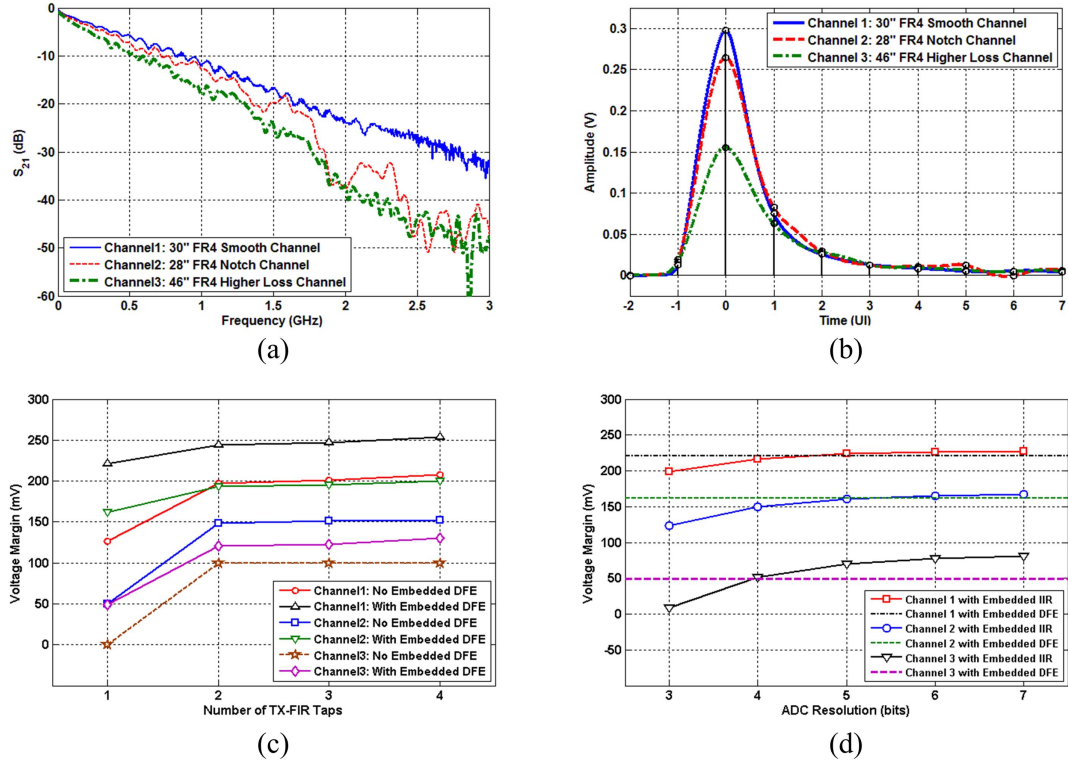 0
-10
-20
-30
-40
-50
-60
S21 (dB)
0
0.5
1
1.5
2
2.5
3
Frequency (GHz)
Channel1: 30" FR4 Smooth Channel
Channel2: 28" FR4 Notch Channel
Channel3: 46" FR4 Higher Loss Channel
(a)
0.3
0.25
0.2
0.15
0.1
0.05
0
Amplitude (V)
-2
-1
0
1
2
3
4
5
6
7
Time (UI)
Channel 1: 30" FR4 Smooth Channel
Channel 2: 28" FR4 Notch Channel
Channel 3: 46" FR4 Higher Loss Channel
(b)
300
250
200
150
100
50
0
Voltage Margin (mV)
1
2
3
4
Number of TX-FIR Taps
Channel1: No Embedded DFE
Channel1: With Embedded DFE
Channel2: No Embedded DFE
Channel2: With Embedded DFE
Channel3: No Embedded DFE
Channel3: With Embedded DFE
(c)
300
250
200
150
100
50
0
-50
Voltage Margin (mV)
3
4
5
6
7
ADC Resolution (bits)
Channel 1 with Embedded IIR
Channel 1 with Embedded DFE
Channel 2 with Embedded IIR
Channel 2 with Embedded DFE
Channel 3 with Embedded IIR
Channel 3 with Embedded DFE
(d)